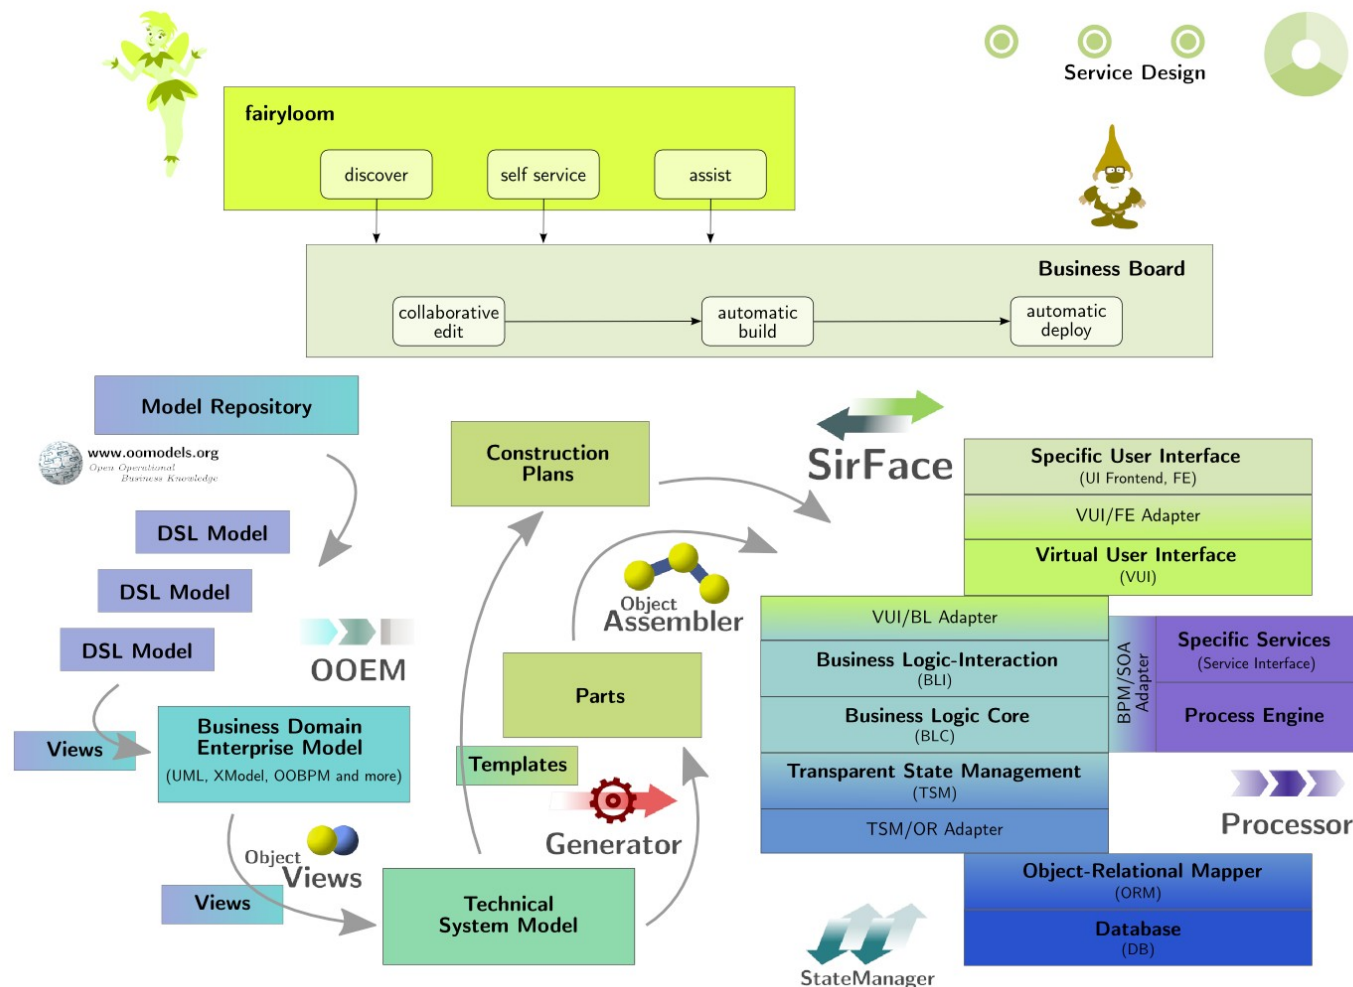 Service Design
fairyloom
discover
self service
assist
Business Board
collaborative
edit
automatic
build
automatic
deploy
Model Repository
www.oomodels.org
Open Operational
Business Knowledge
DSL Model
DSL Model
DSL Model
OOEM
Views
Business Domain
Enterprise Model
(UML, XModel, OOBPM and more)
Object
Views
Views
Technical
System Model
Construction
Plans
Object
Assembler
Parts
Templates
Generator
SirFace
Specific User Interface
(UI Frontend, FE)
VUI/FE Adapter
Virtual User Interface
(VUI)
VUI/BL Adapter
Business Logic-Interaction
(BLI)
Business Logic Core
(BLC)
Transparent State Management
(TSM)
TSM/OR Adapter
BPM/SOA
Adapter
Specific Services
(Service Interface)
Process Engine
Processor
Object-Relational Mapper
(ORM)
Database
(DB)
StateManager